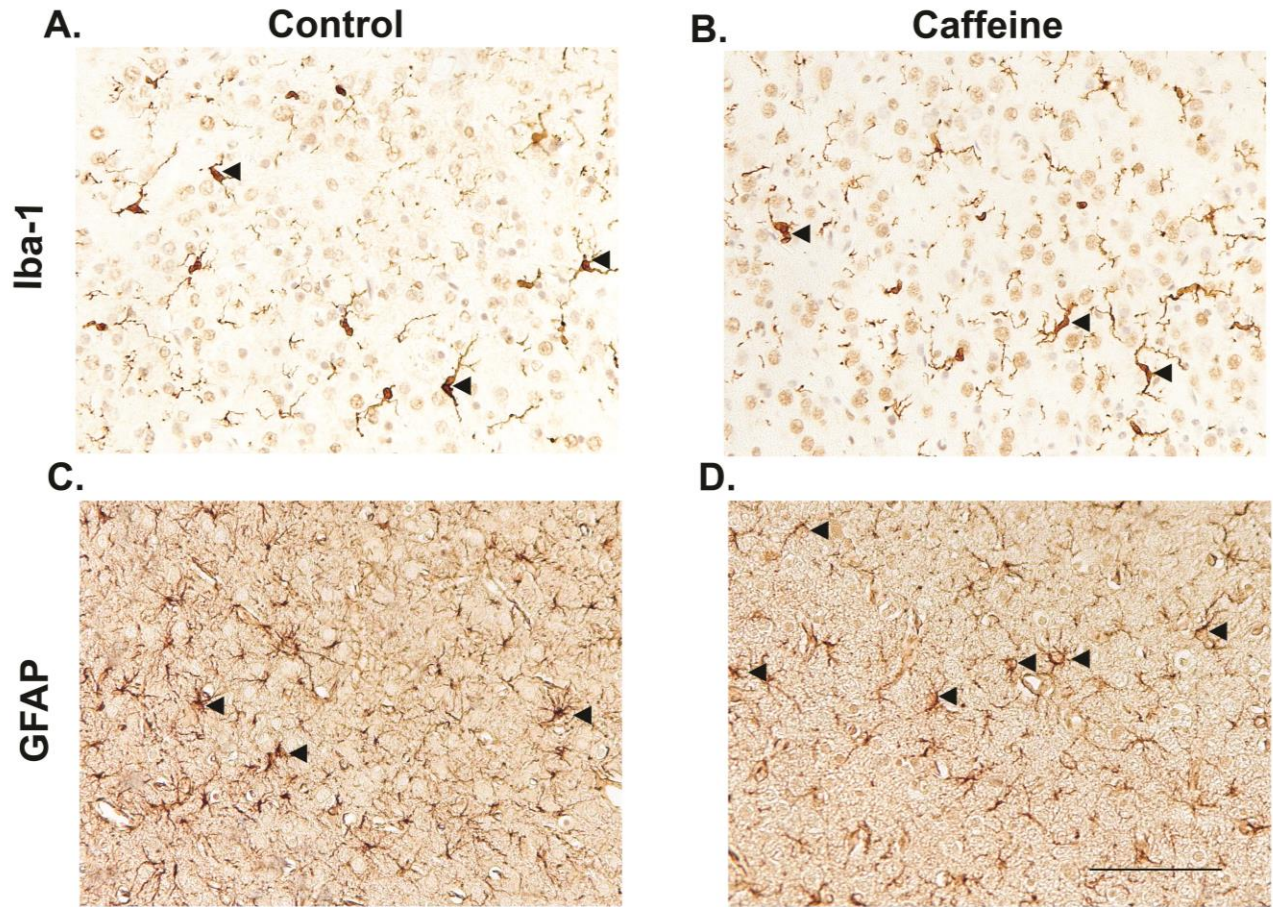 A.
Control
B.
Caffeine
Iba-1
C.
D.
GFAP